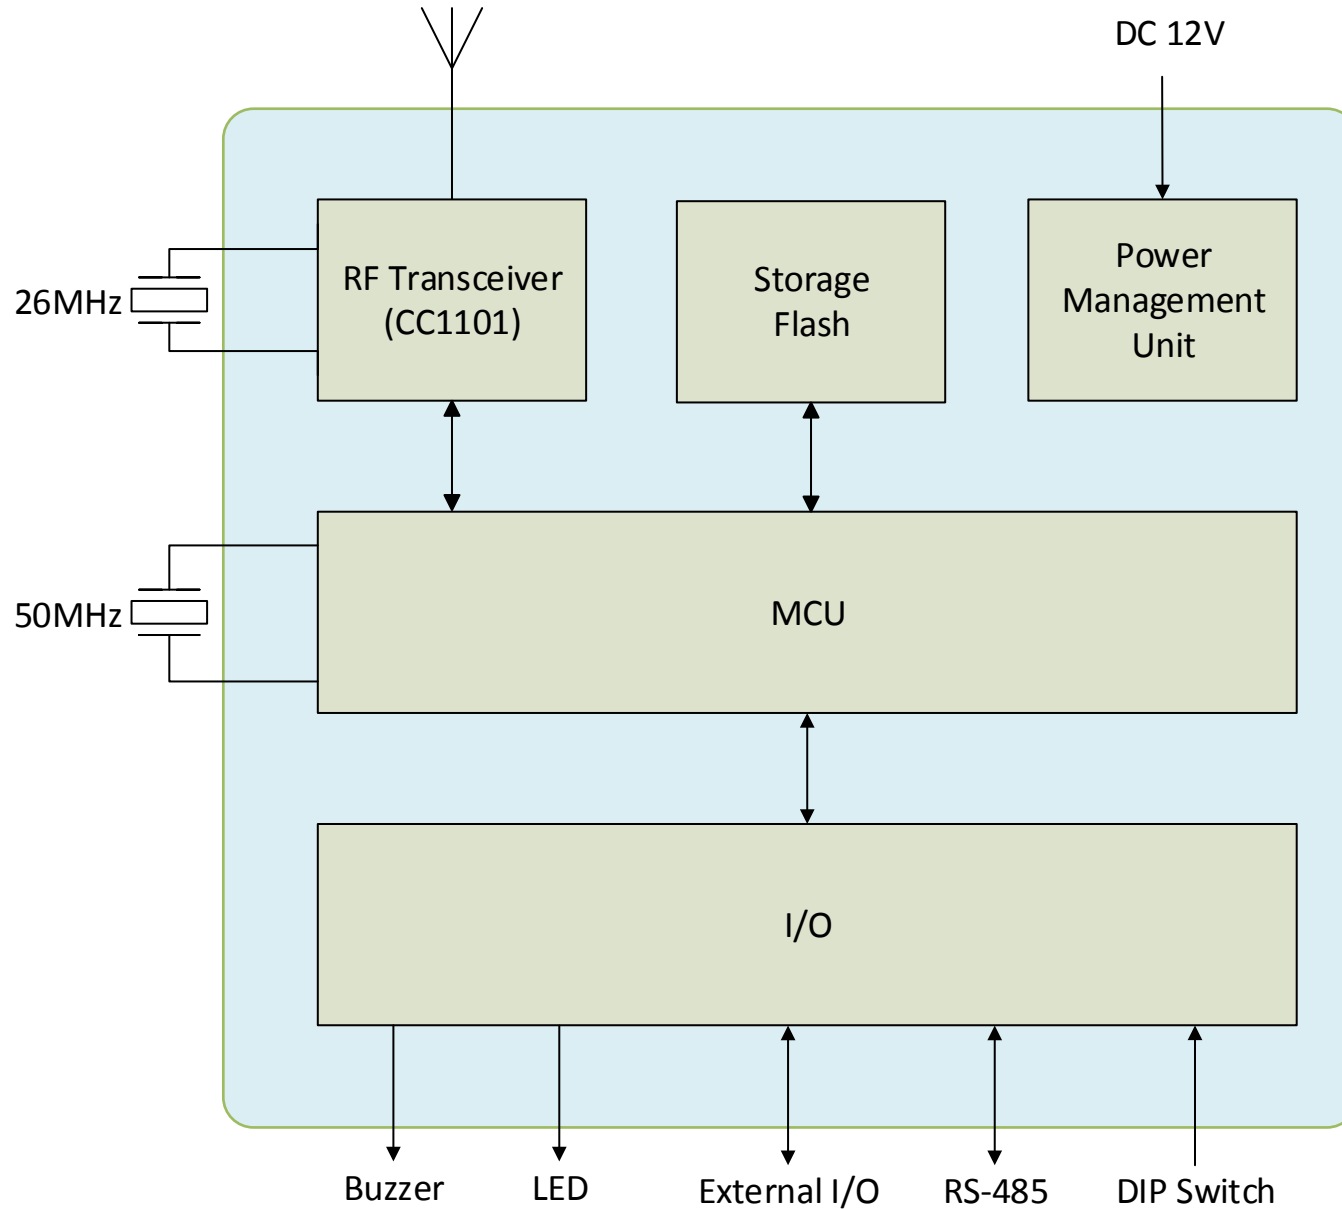 DC 12V
26MHz
RF Transceiver
(CC1101)
Storage
Flash
Power
Management
Unit
50MHz
MCU
I/O
Buzzer
LED
External I/O
RS-485
DIP Switch